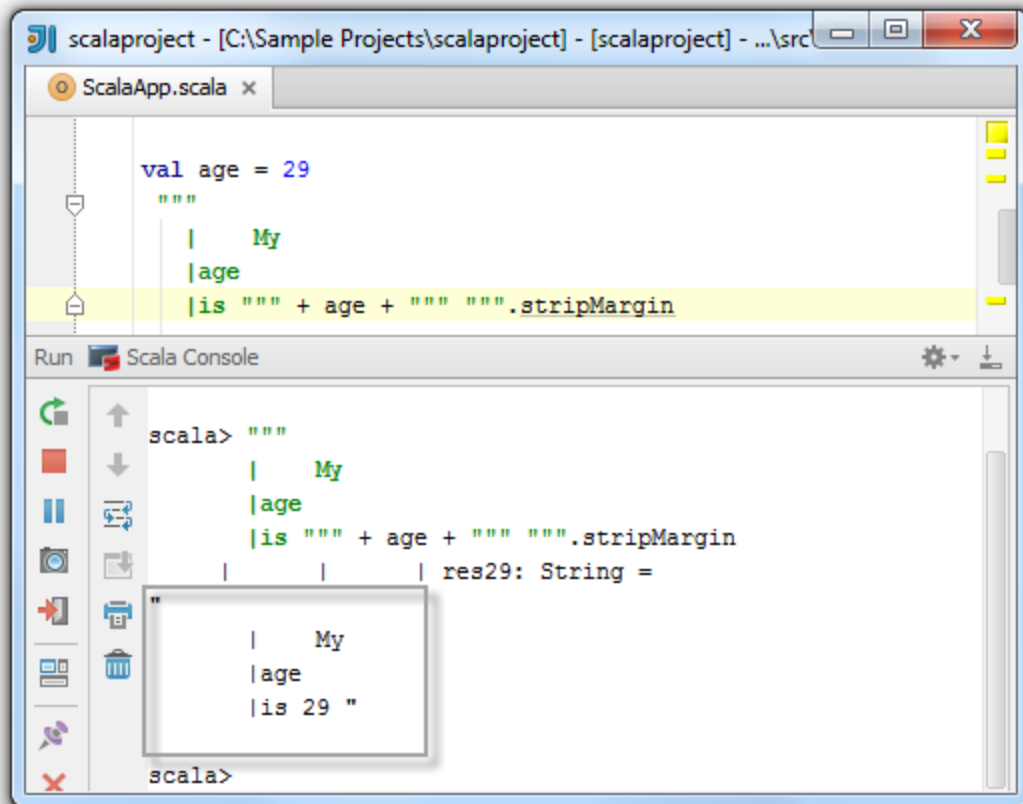 scalaproject - [C:\Sample Projects\scalaproject] - [scalaproject] - ...\src\
ScalaApp.scala
val age = 29
"""
|    My
|age
|is """ + age + """ """.stripMargin
Run Scala Console
scala> """
|    My
|age
|is """ + age + """ """.stripMargin
|      |      | res29: String =
"
|    My
|age
|is 29 "
scala>